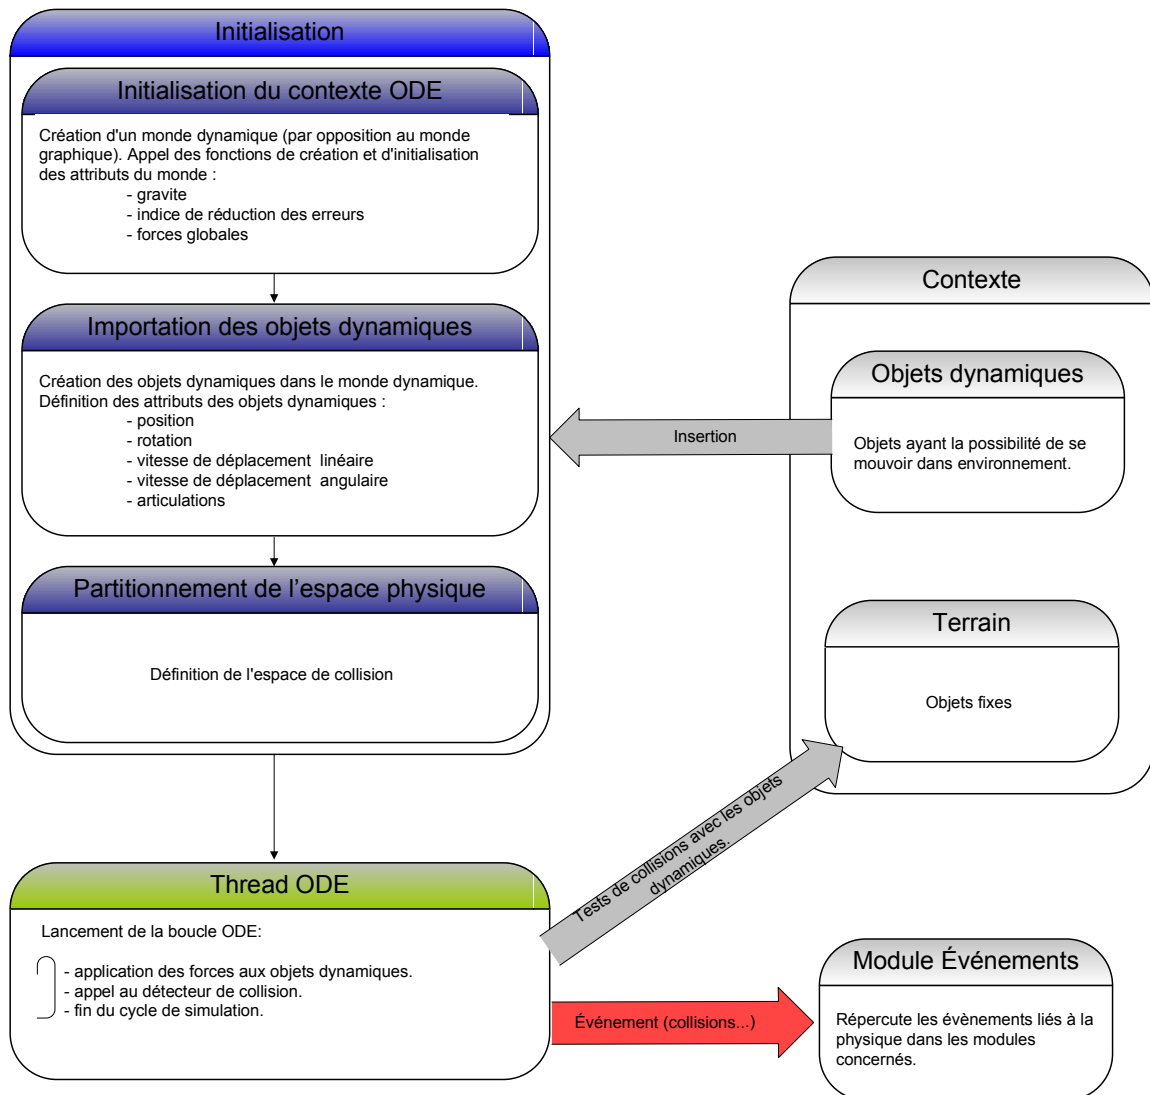 Initialisation
Initialisation du contexte ODE
Création d'un monde dynamique (par opposition au monde
graphique). Appel des fonctions de création et d'initialisation
des attributs du monde :
- gravite
- indice de réduction des erreurs
- forces globales
Importation des objets dynamiques
Création des objets dynamiques dans le monde dynamique.
Définition des attributs des objets dynamiques :
- position
- rotation
- vitesse de déplacement linéaire
- vitesse de déplacement angulaire
- articulations
Partitionnement de l’espace physique
Définition de l'espace de collision
Contexte
Objets dynamiques
Objets ayant la possibilité de se
mouvoir dans environnement.
Insertion
Terrain
Objets fixes
Tests de collisions avec les objets
dynamiques.
Thread ODE
Lancement de la boucle ODE:
- application des forces aux objets dynamiques.
- appel au détecteur de collision.
- fin du cycle de simulation.
Événement (collisions...)
Module Événements
Répercute les évènements liés à la
physique dans les modules
concernés.